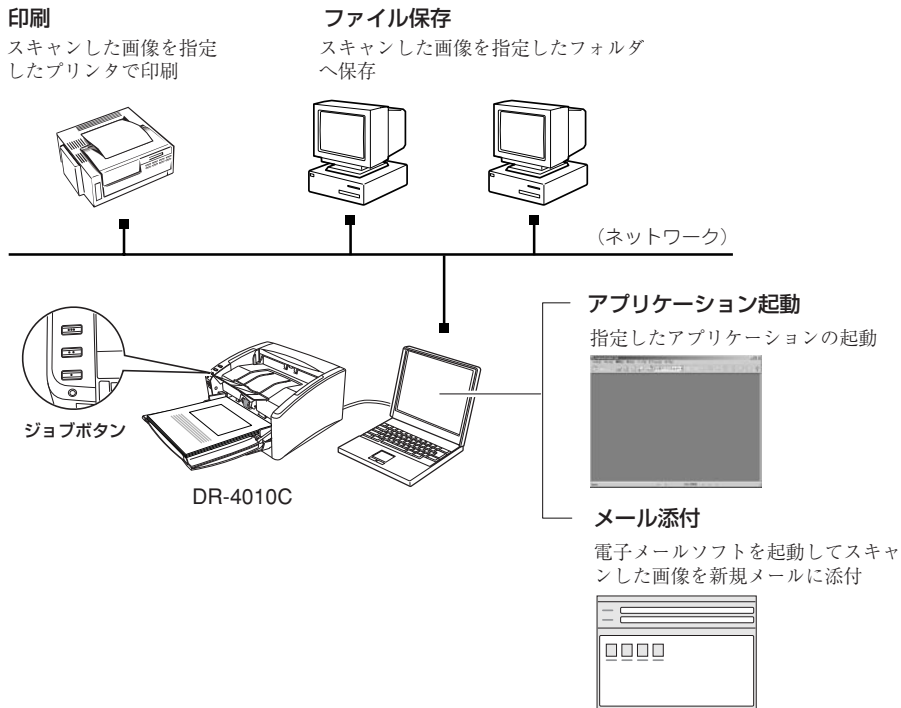 印刷
スキャンした画像を指定
したプリンタで印刷
ファイル保存
スキャンした画像を指定したフォルダ
へ保存
（ネットワーク）
ジョブボタン
DR-4010C
アプリケーション起動
指定したアプリケーションの起動
メール添付
電子メールソフトを起動してスキャ
ンした画像を新規メールに添付